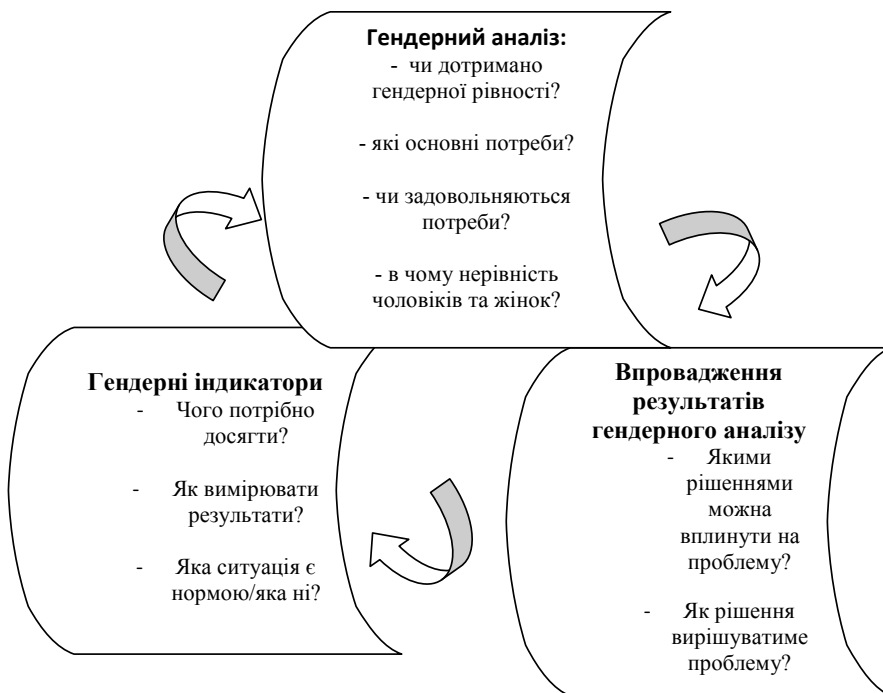 Гендерний аналіз:
- чи дотримано
гендерної рівності?
- які основні потреби?
- чи задовольняються
потреби?
- в чому нерівність
чоловіків та жінок?
Гендерні індикатори
- Чого потрібно
досягти?
- Як вимірювати
результати?
- Яка ситуація є
нормою/яка ні?
Впровадження
результатів
гендерного аналізу
- Якими
рішеннями
можна
вплинути на
проблему?
- Як рішення
вирішуватиме
проблему?